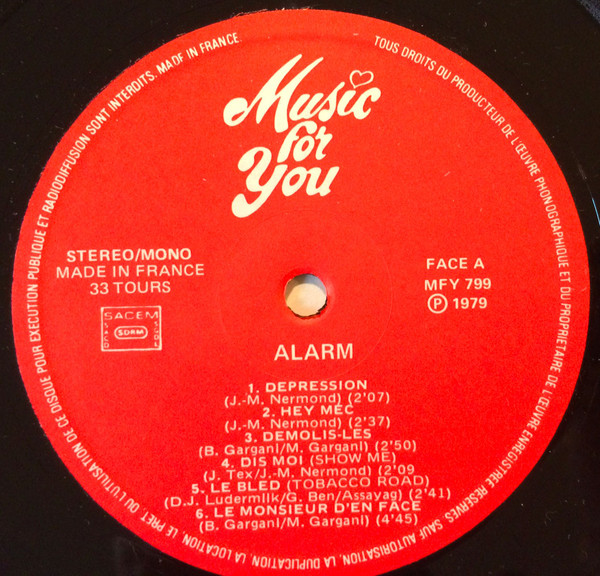 TOUS DROITS DU PRODUCTEUR DE L'ŒUVRE PHONOGRAPHIQUE ET DU PROPRIETAIRE DE L'ŒUVRE ENREGISTREE RESERVES. SAUF AUTORISATION, LA DUPLICATION, LA LOCATION, LE PRET, OU L'UTILISATION DE CE DISQUE POUR EXECUTION PUBLIQUE ET RADIODIFFUSION SONT INTERDITS. MADE IN FRANCE
Music
for
You
STEREO/MONO
MADE IN FRANCE
33 TOURS
SACEM
SACD
SDRM
SGDL
FACE A
MFY 799
Ⓟ 1979
ALARM
1. DEPRESSION
(J.-M. Nermond) (2'07)
2. HEY MEC
(J.-M. Nermond) (2'37)
3. DEMOLIS-LES
(B. Gargani/M. Gargani) (2'50)
4. DIS MOI (SHOW ME)
(J. Tex/J.-M. Nermond) (2'09
5. LE BLED (TOBACCO ROAD)
(D.J. Ludermilk/G. Ben/Assayag) (2'41)
6. LE MONSIEUR D'EN FACE
(B. Gargani/M. Gargani) (4'45)